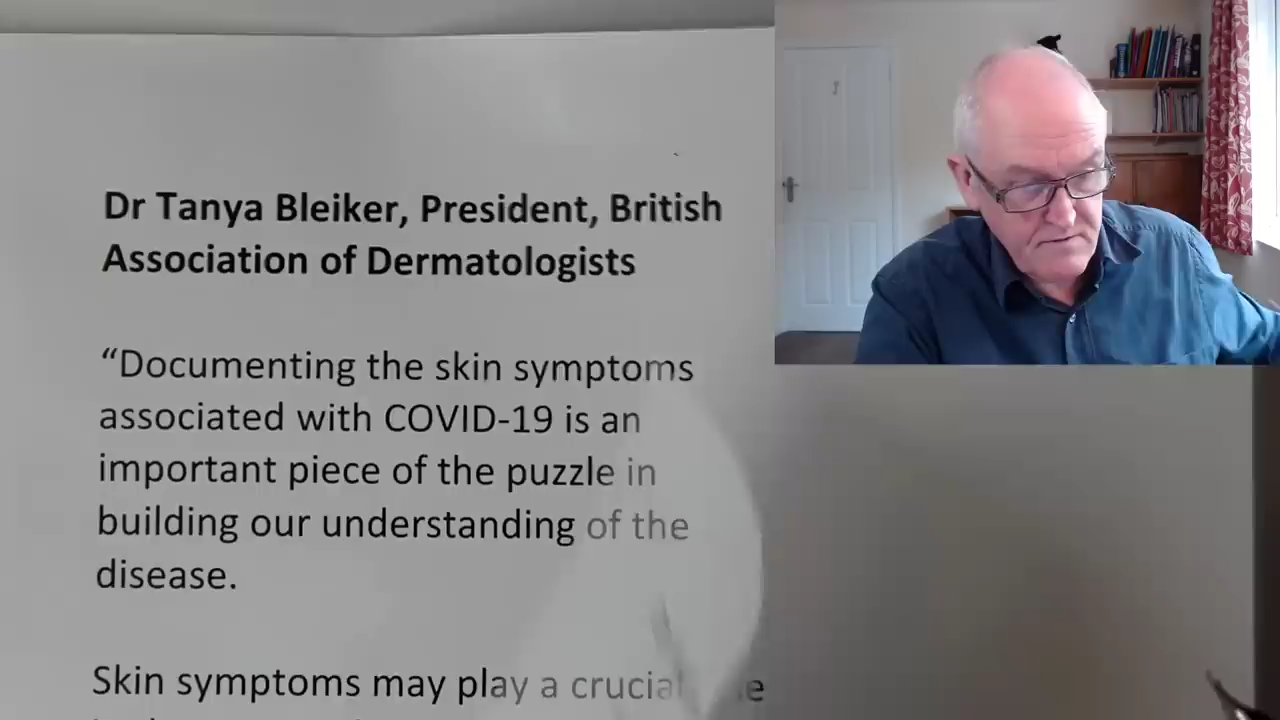 Dr Tanya Bleiker, President, British
Association of Dermatologists
“Documenting the skin symptoms
associated with COVID-19 is an
important piece of the puzzle in
building our understanding of the
disease.
Skin symptoms may play a crucial